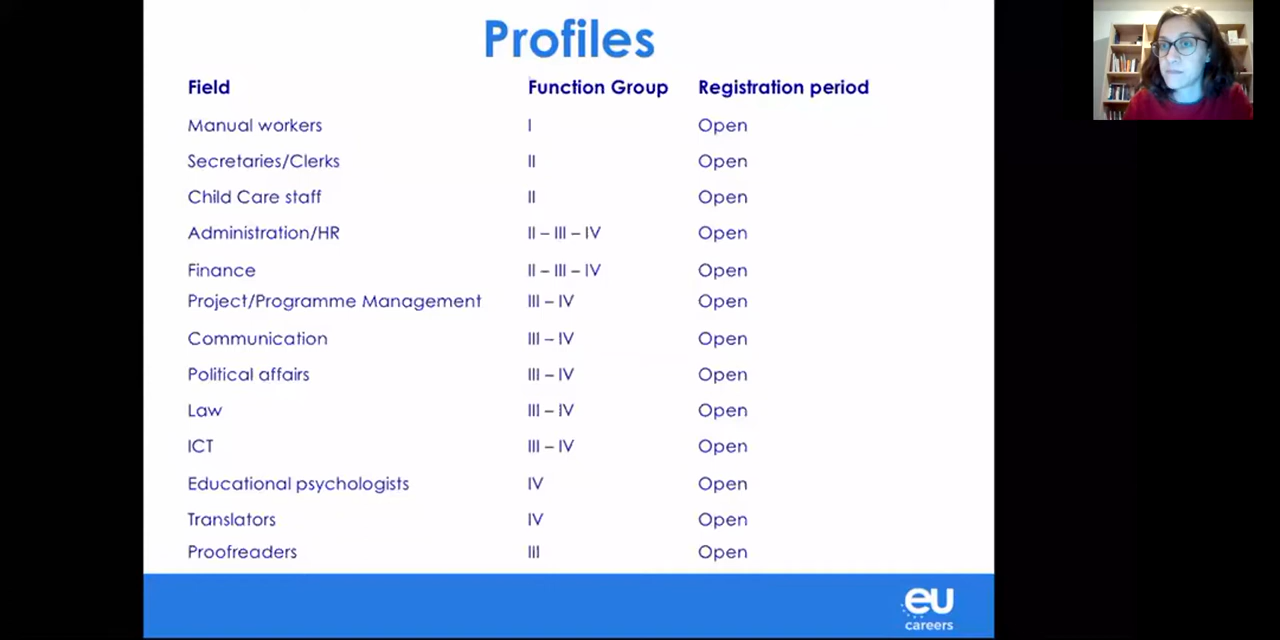 Profiles
Field Function Group Registration period
Manual workers I Open
Secretaries/Clerks II Open
Child Care staff II Open
Administration/HR II – III – IV Open
Finance II – III – IV Open
Project/Programme Management III – IV Open
Communication III – IV Open
Political affairs III – IV Open
Law III – IV Open
ICT III – IV Open
Educational psychologists IV Open
Translators IV Open
Proofreaders III Open
eu
careers